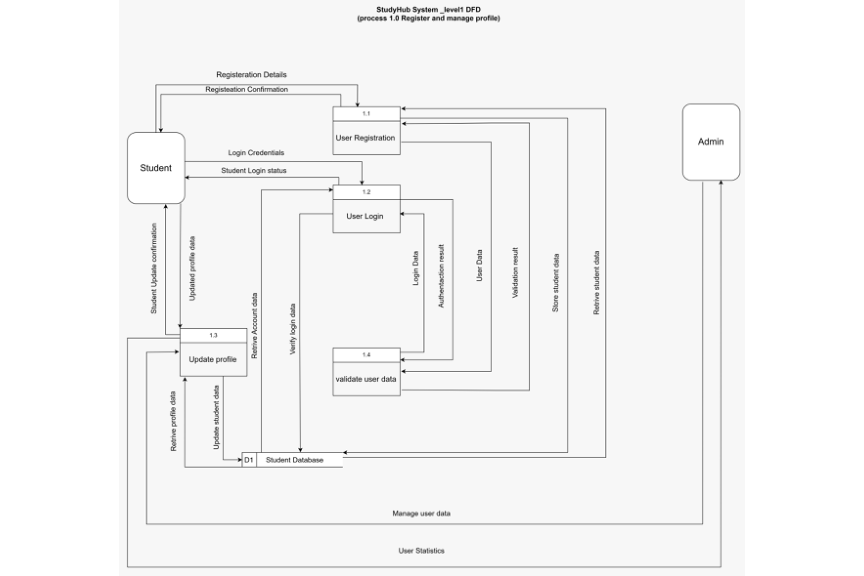 StudyHub System _level1 DFD
(process 1.0 Register and manage profile)
Registeration Details
Registeation Confirmation
1.1
User Registration
Admin
Student
Login Credentials
Student Login status
1.2
User Login
Student Update confirmation
Updated profile data
Retrive Account data
Verify login data
Login Data
Authentaction result
User Data
Validation result
Store student data
Retrive student data
1.3
Update profile
1.4
validate user data
Retrive profile data
Update student data
D1 Student Database
Manage user data
User Statistics